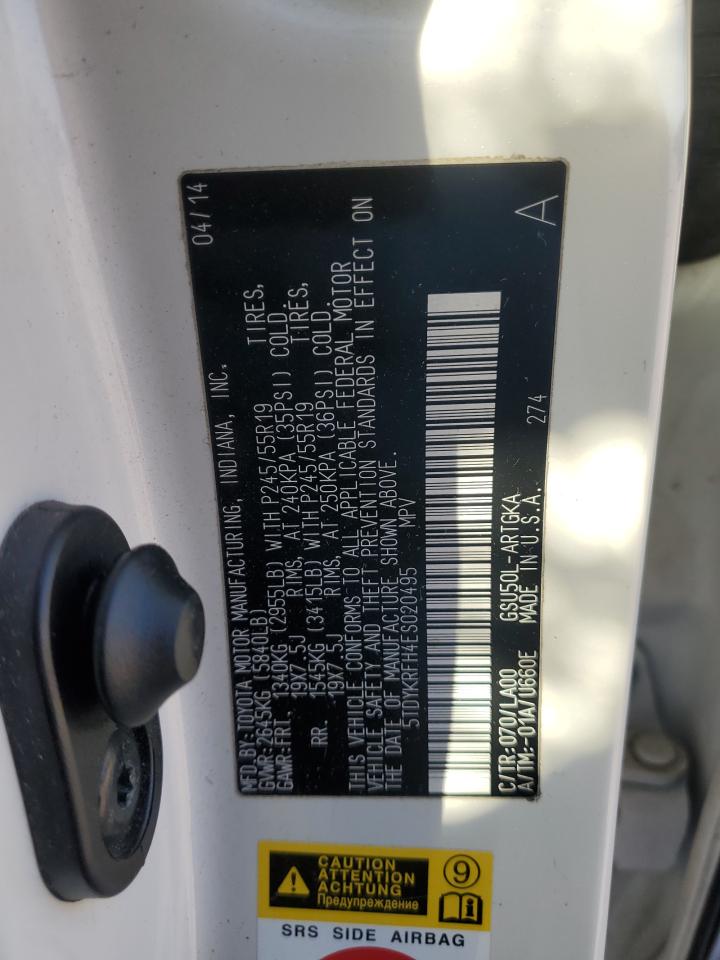 MFD.BY:TOYOTA MOTOR MANUFACTURING, INDIANA, INC. 04/14
GVWR:2645KG (5840LB)
GAWR:FRT. 1340KG (2955LB) WITH P245/55R19 TIRES,
19X7.5J RIMS, AT 240KPA (35PSI) COLD.
RR. 1545KG (3415LB) WITH P245/55R19 TIRES,
19X7.5J RIMS, AT 250KPA (36PSI) COLD.
THIS VEHICLE CONFORMS TO ALL APPLICABLE FEDERAL MOTOR
VEHICLE SAFETY AND THEFT PREVENTION STANDARDS IN EFFECT ON
THE DATE OF MANUFACTURE, SHOWN ABOVE.
5TDYKRFH4ES020495 MPV
C/TR:070/LA00 GSU50L-ARTGKA 274 A
A/TM:-01A/U660E MADE IN U.S.A.
CAUTION
ATTENTION
ACHTUNG
Предупреждение
9
i
SRS SIDE AIRBAG